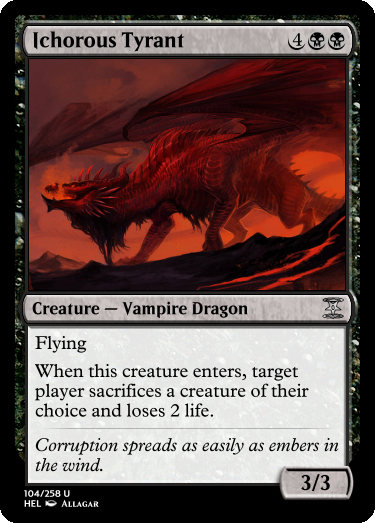 Ichorous Tyrant 4
Creature — Vampire Dragon
Flying
When this creature enters, target
player sacrifices a creature of their
choice and loses 2 life.
Corruption spreads as easily as embers in
the wind.
3/3
104/258 U
HEL Allagar